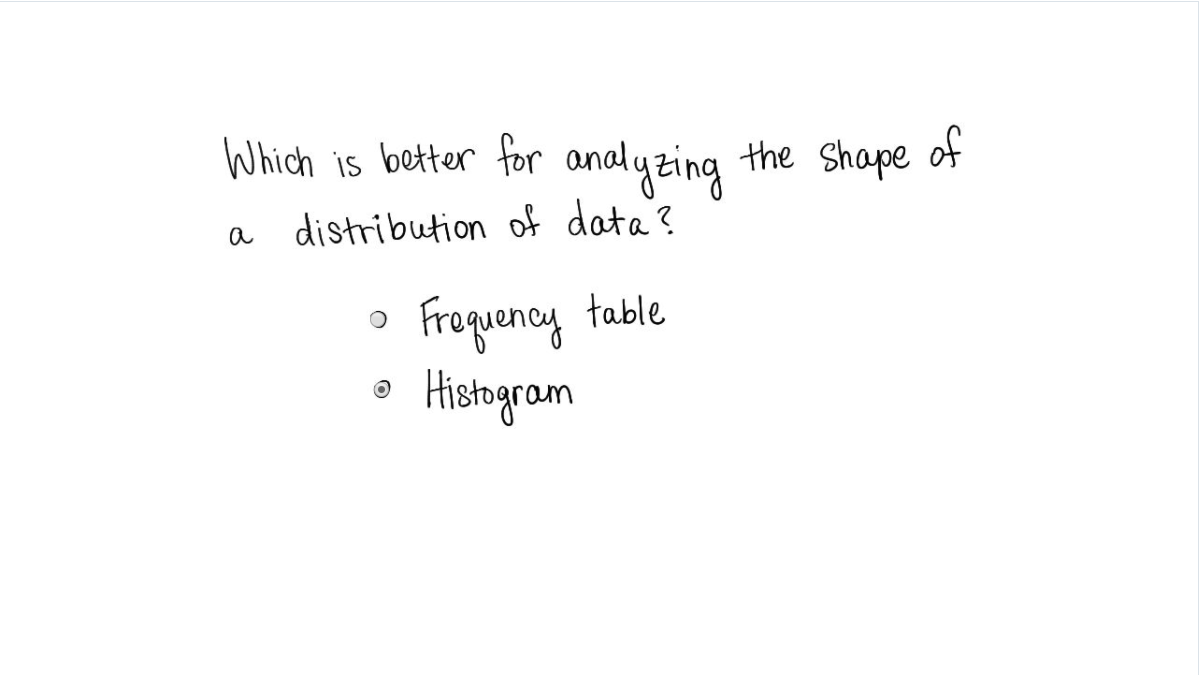 Which is better for analyzing the shape of
a distribution of data?
Frequency table
Histogram